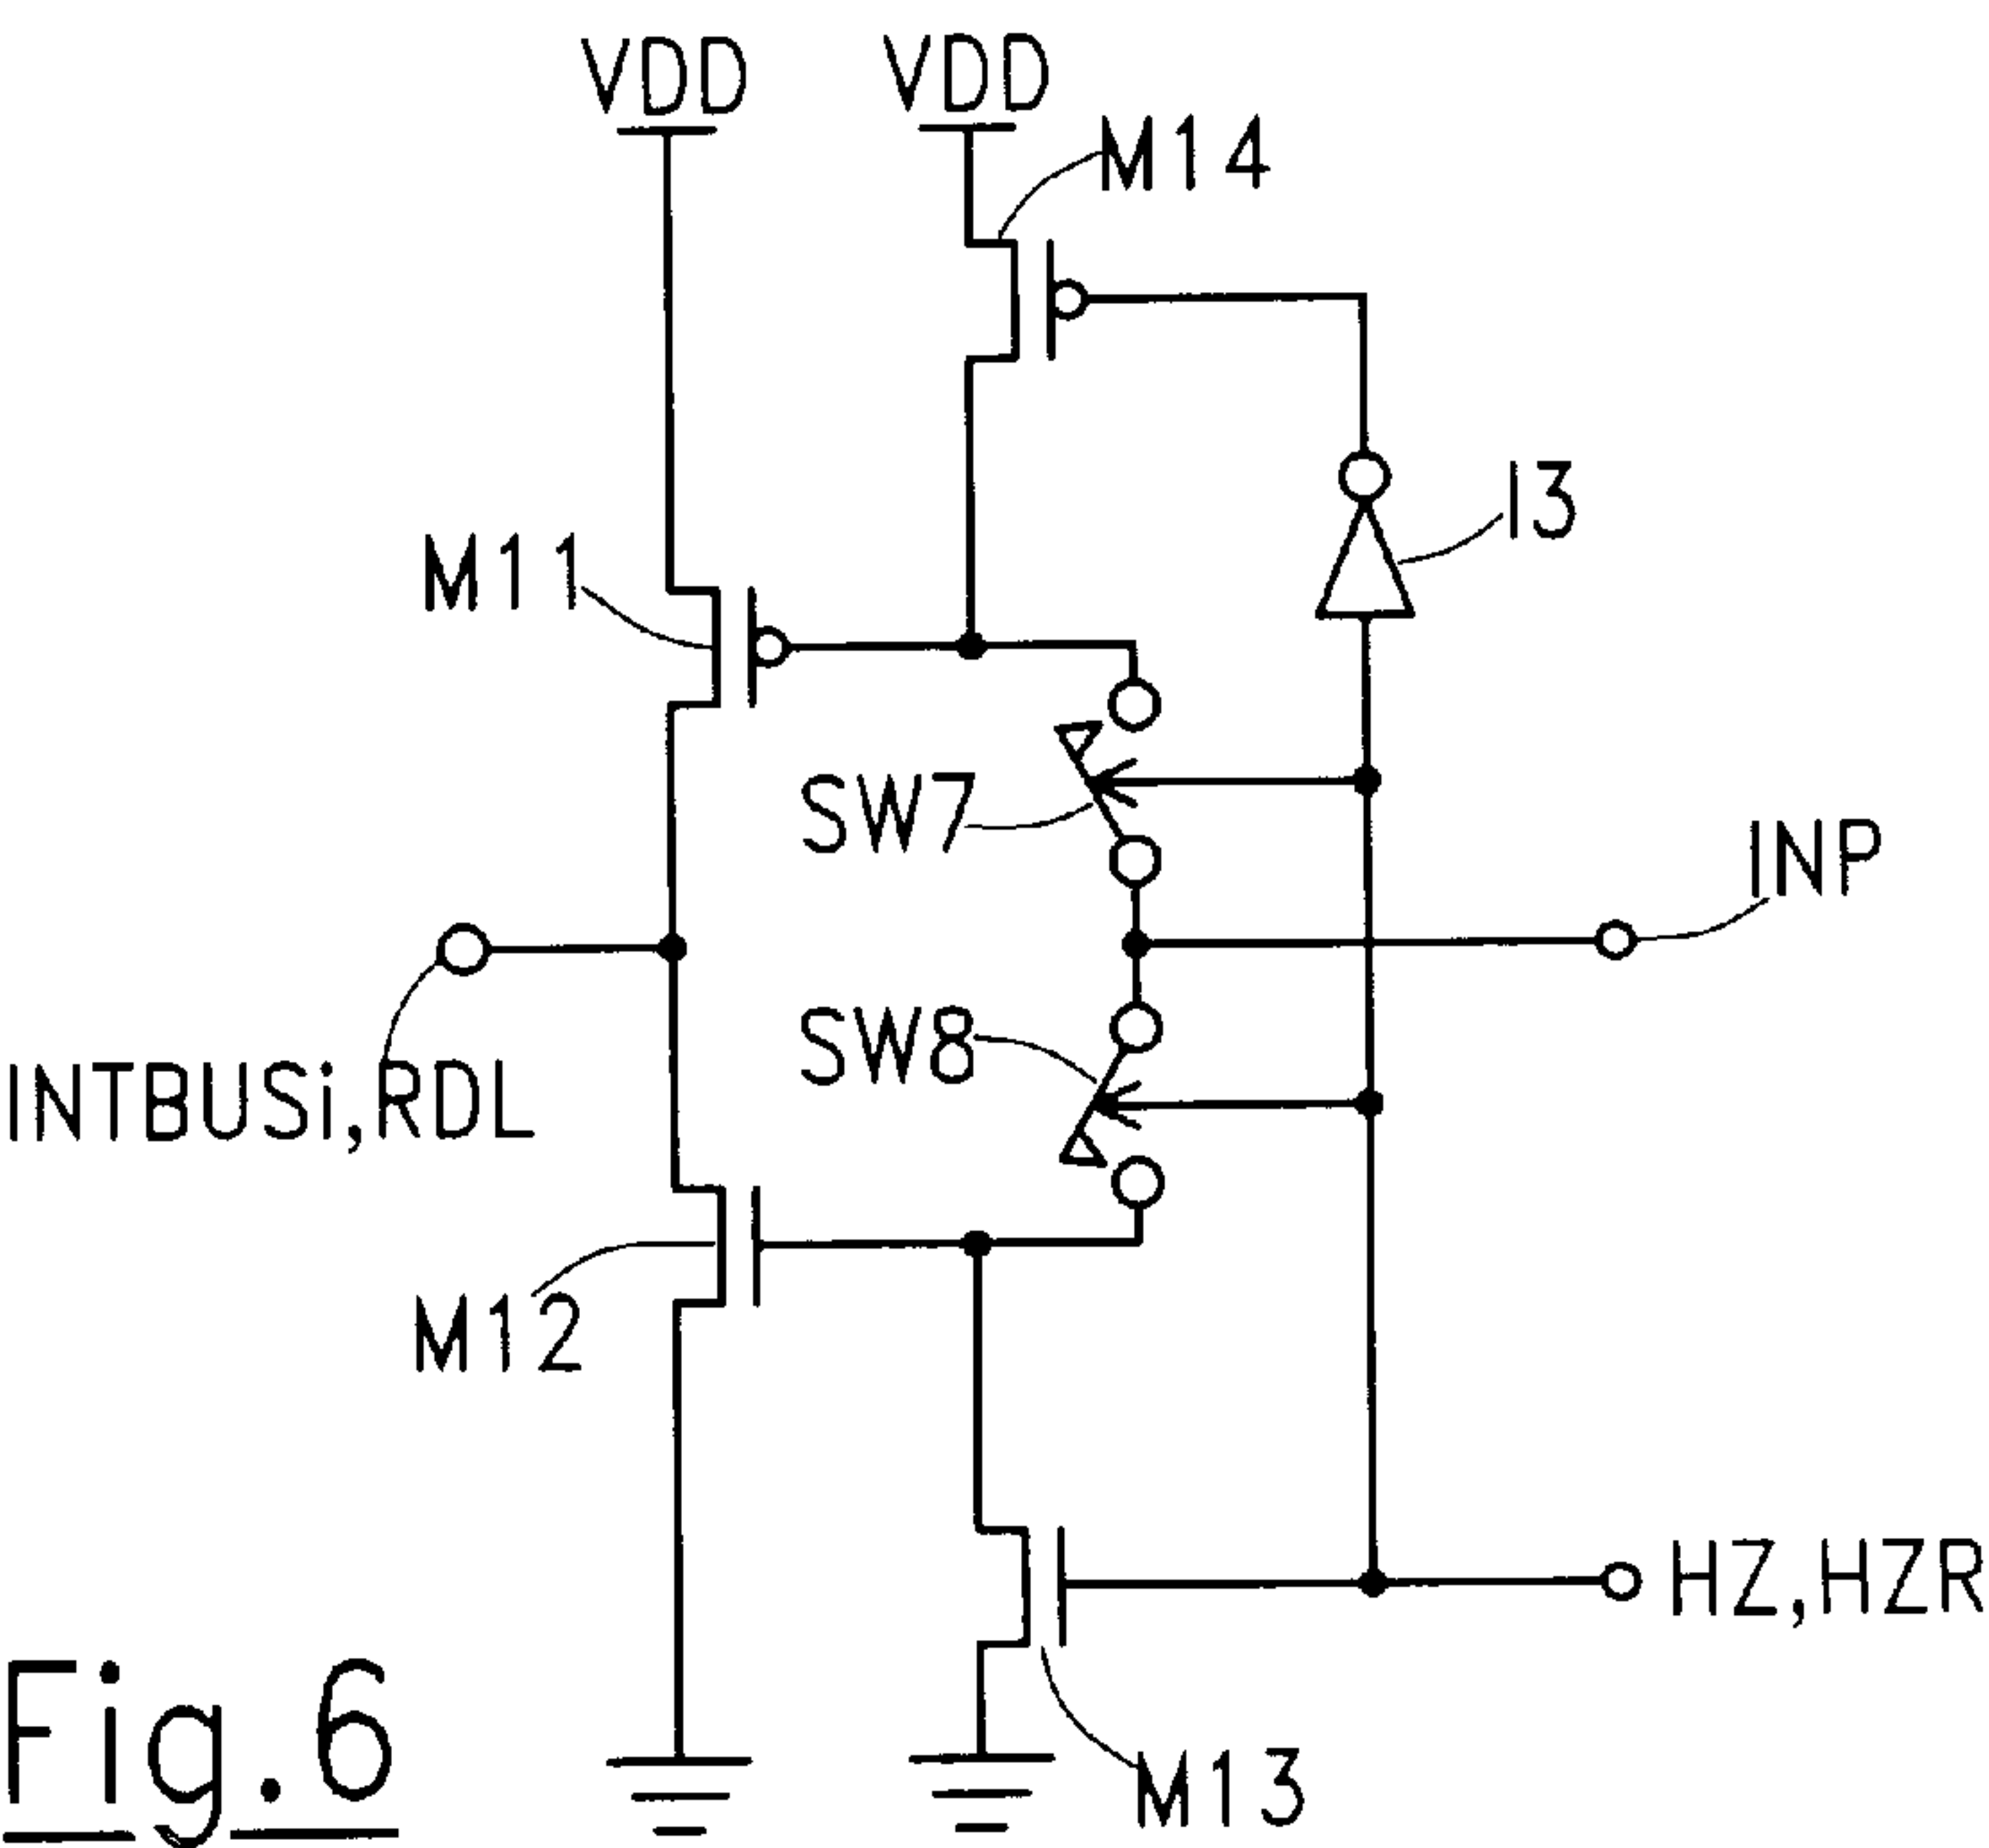 VDD
VDD
M14
I3
M11
SW7
INP
SW8
INTBUSi,RDL
M12
HZ,HZR
M13
Fig.6